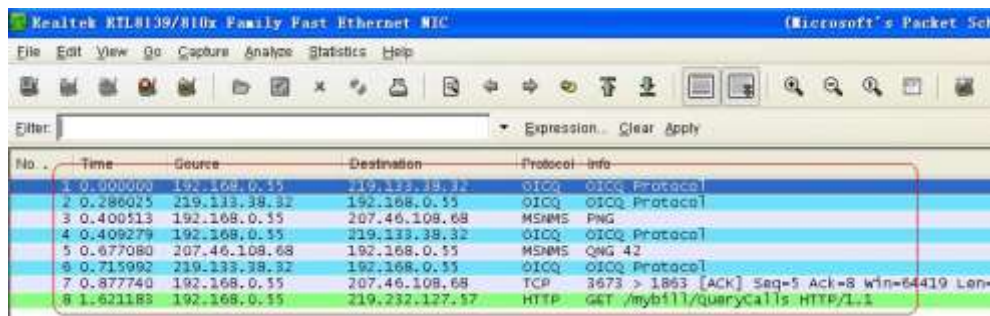 Realtek RTL8139/810x Family Fast Ethernet NIC (Microsoft's Packet Sch
File Edit View Go Capture Analyze Statistics Help
Filter: Expression... Clear Apply
No. . Time Source Destination Protocol Info
1 0.000000 192.168.0.55 219.133.38.32 OICQ OICQ Protocol
2 0.286025 219.133.38.32 192.168.0.55 OICQ OICQ Protocol
3 0.400513 192.168.0.55 207.46.108.68 MSNMS PNG
4 0.409279 192.168.0.55 219.133.38.32 OICQ OICQ Protocol
5 0.677080 207.46.108.68 192.168.0.55 MSNMS QNG 42
6 0.715992 219.133.38.32 192.168.0.55 OICQ OICQ Protocol
7 0.877740 192.168.0.55 207.46.108.68 TCP 3673 > 1863 [ACK] Seq=5 Ack=8 Win=64419 Len=
8 1.621183 192.168.0.55 219.232.127.57 HTTP GET /mybill/QueryCalls HTTP/1.1